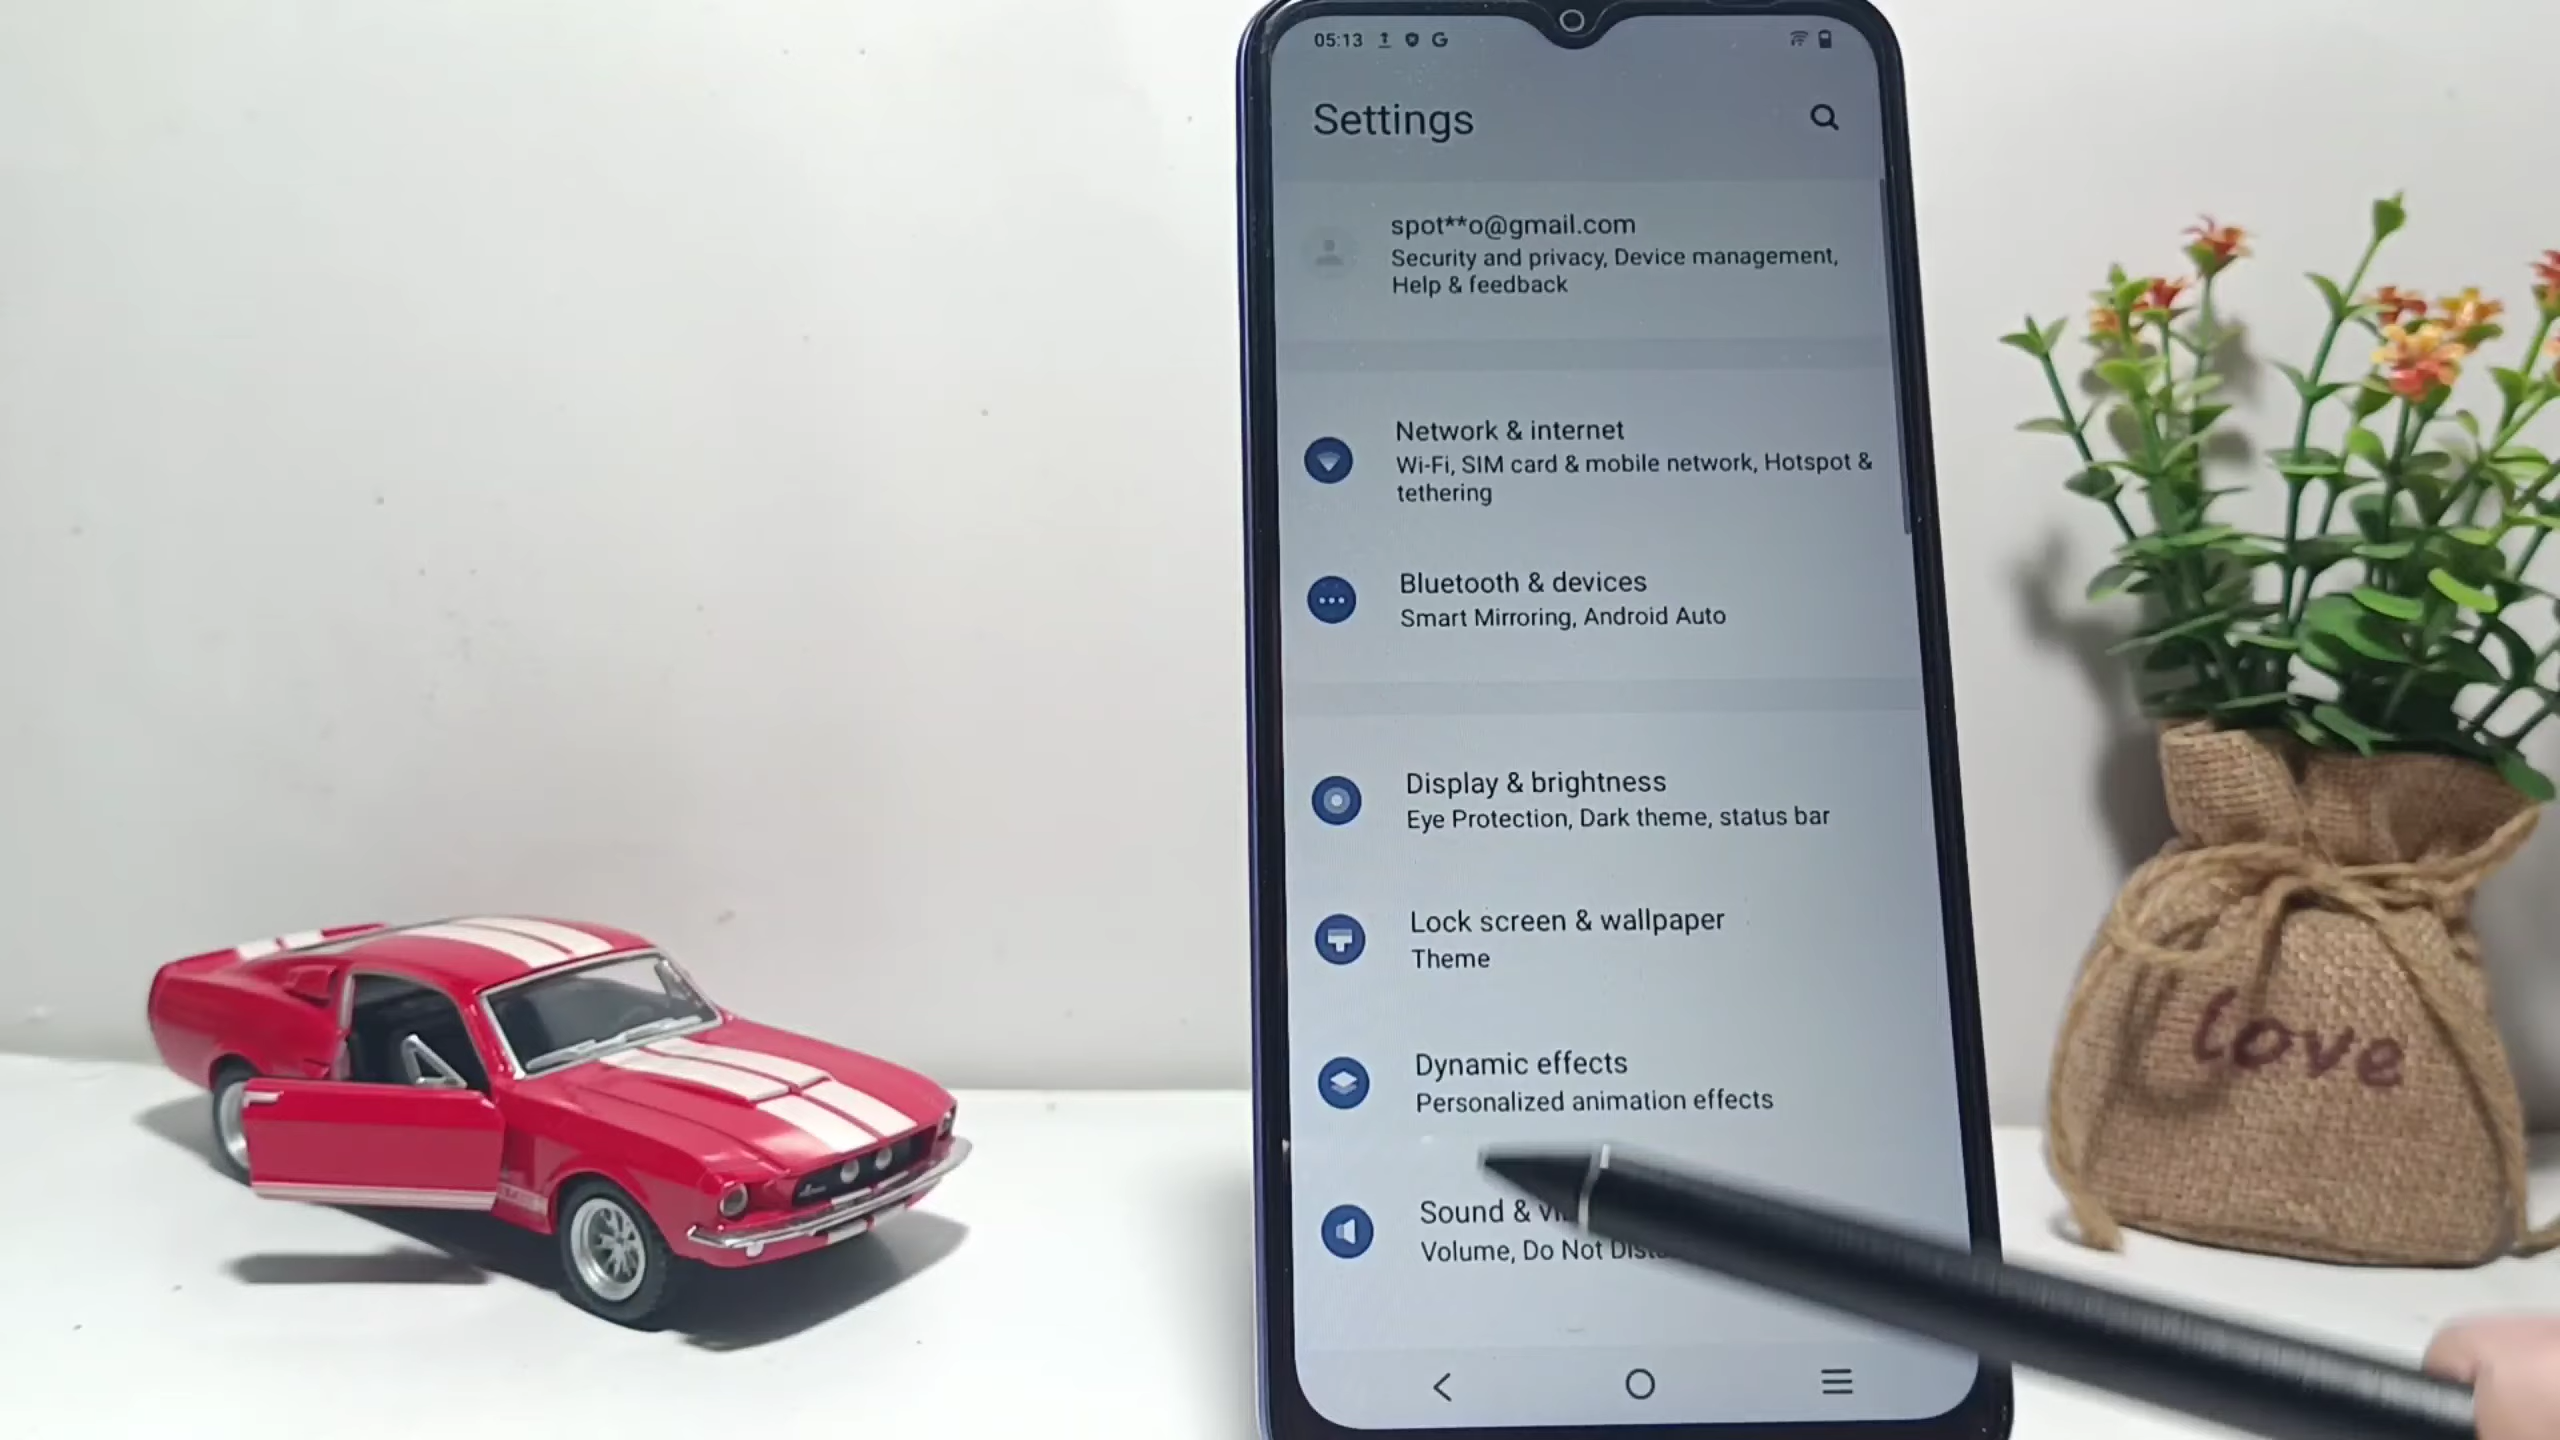 05:13
Settings
spot**o@gmail.com
Security and privacy, Device management,
Help & feedback
Network & internet
Wi-Fi, SIM card & mobile network, Hotspot &
tethering
Bluetooth & devices
Smart Mirroring, Android Auto
Display & brightness
Eye Protection, Dark theme, status bar
Lock screen & wallpaper
Theme
Dynamic effects
Personalized animation effects
Sound &
Volume, Do Not
love